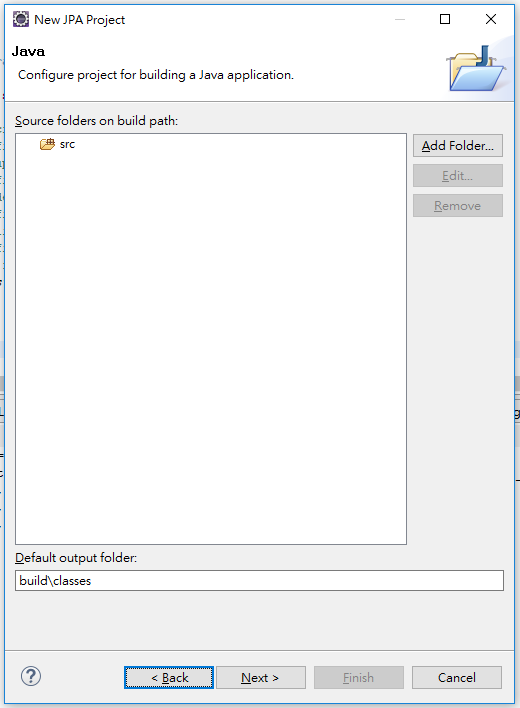 New JPA Project
Java
Configure project for building a Java application.
Source folders on build path:
src
Add Folder...
Edit...
Remove
Default output folder:
build\classes
?
< Back
Next >
Finish
Cancel